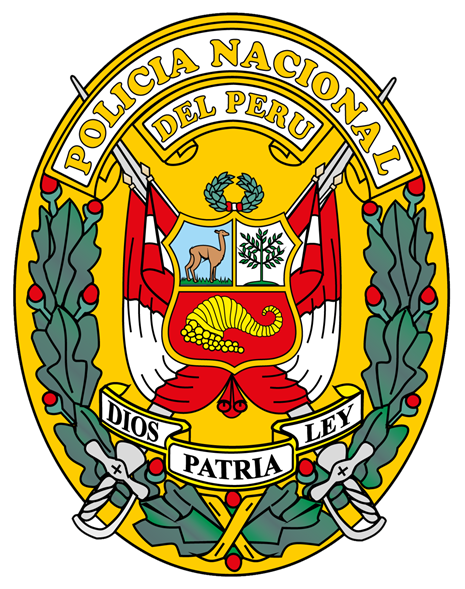 POLICIA NACIONAL
DEL PERU
DIOS PATRIA LEY